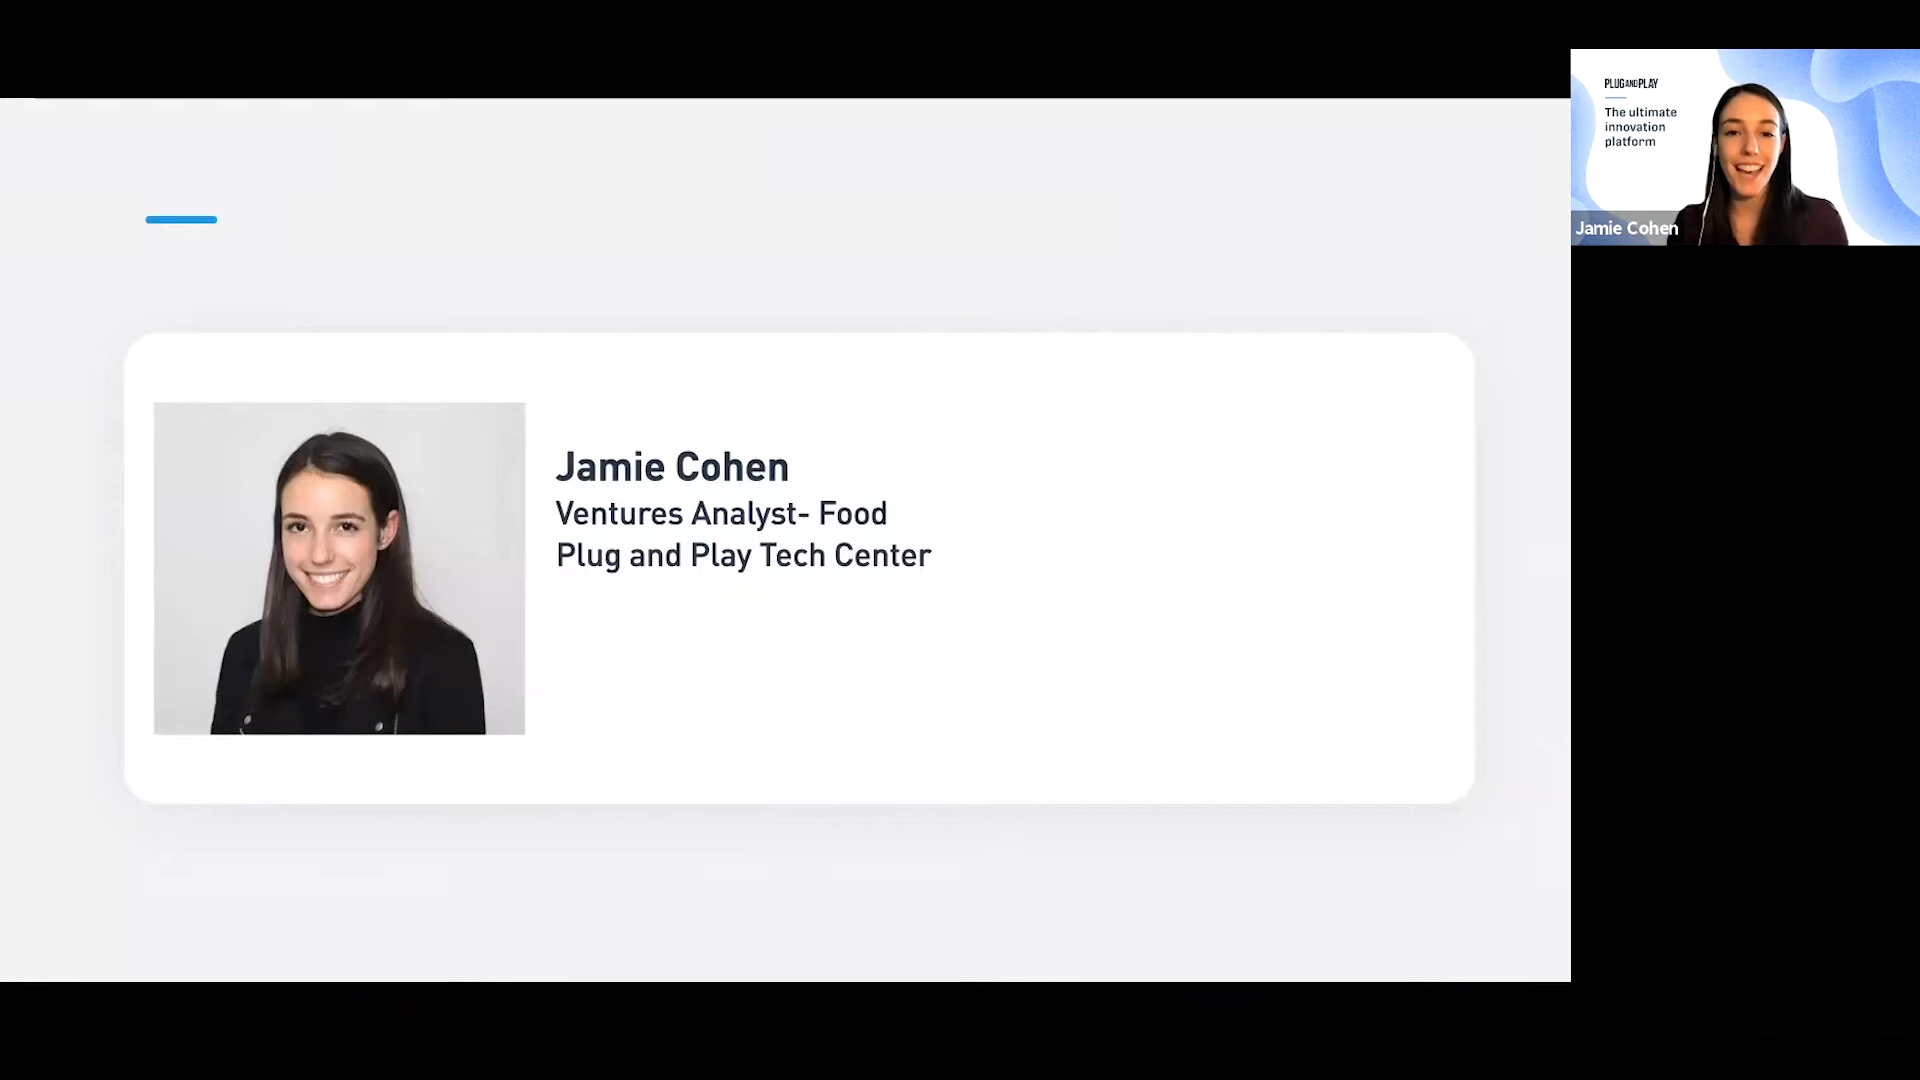 Jamie Cohen
Ventures Analyst- Food
Plug and Play Tech Center
PLUGANDPLAY
The ultimate
innovation
platform
Jamie Cohen